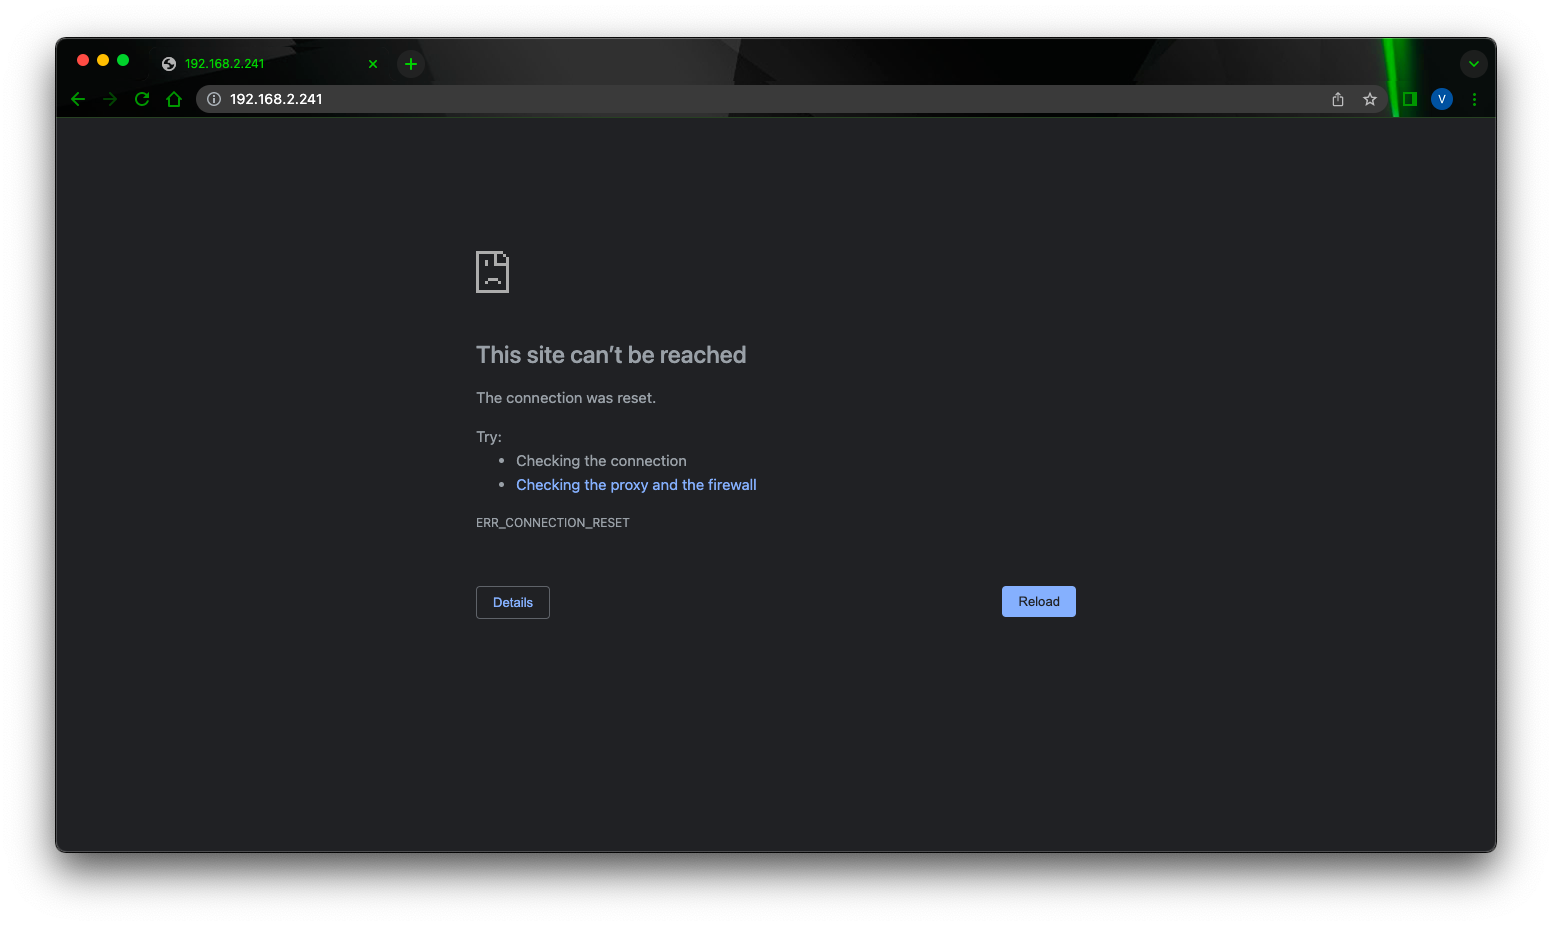 192.168.2.241
192.168.2.241
V
This site can’t be reached
The connection was reset.
Try:
• Checking the connection
• Checking the proxy and the firewall
ERR_CONNECTION_RESET
Details
Reload